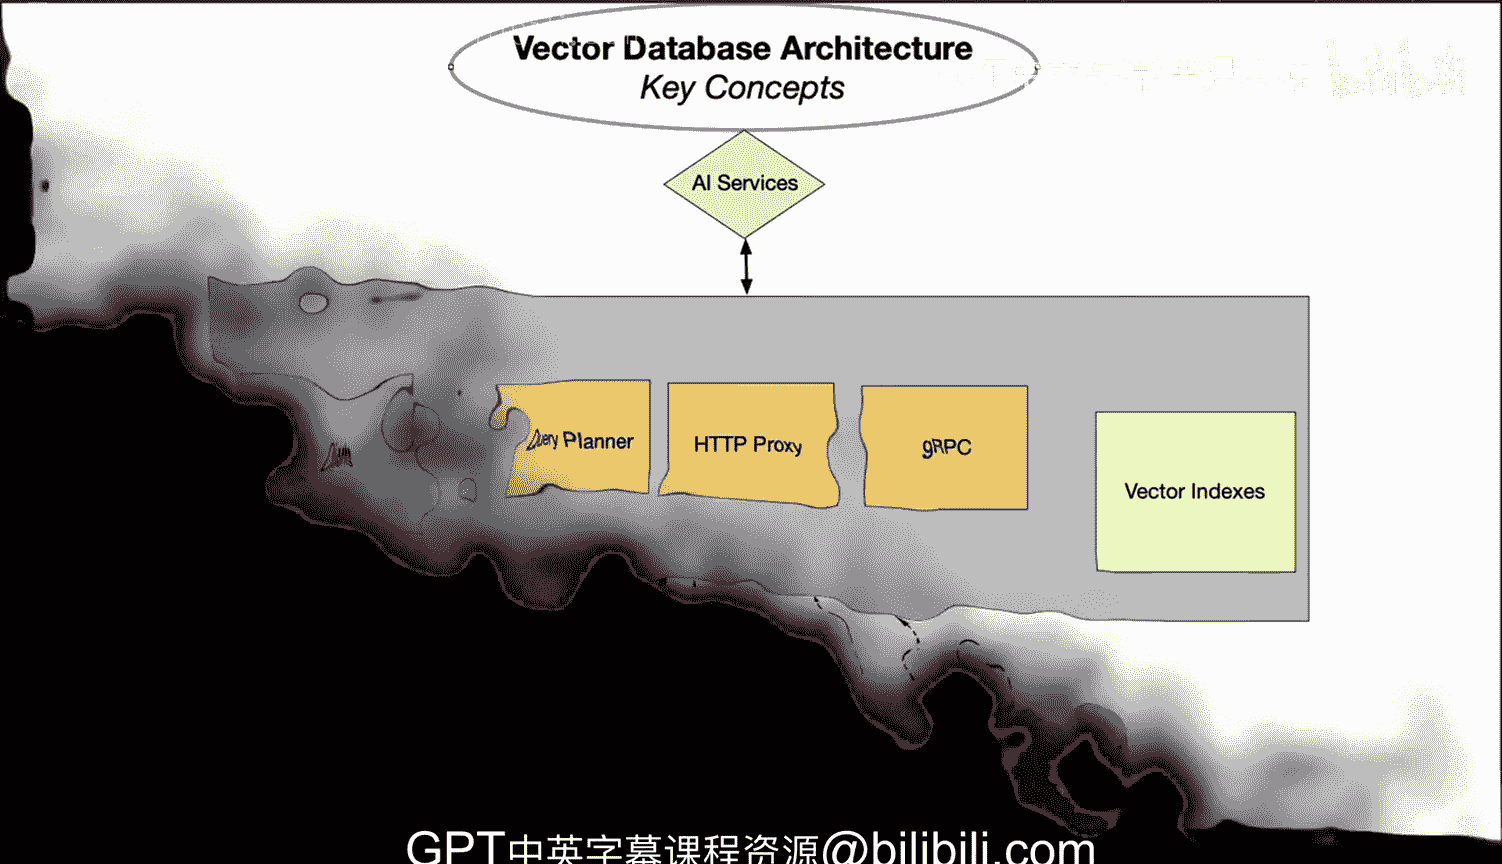 Vector Database Architecture
Key Concepts
AI Services
Query Planner
HTTP Proxy
gRPC
Vector Indexes
GPT中英字幕课程资源@bilibili.com